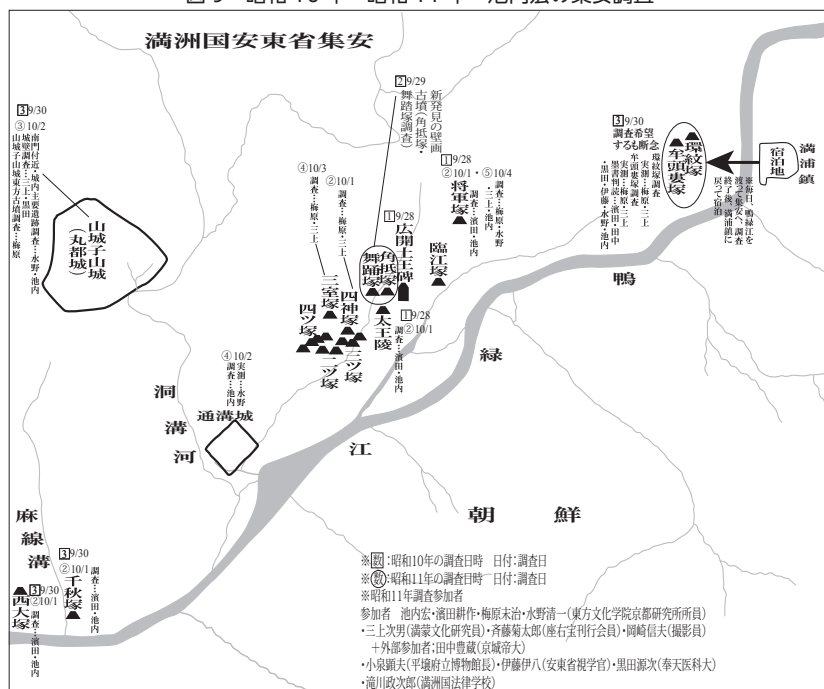 図5 昭和10年・昭和11年 池内宏の集安調査
満洲国安東省集安
3 9/30
③10/2
南門付近・城内主要遺跡調査…水野・池内
城壁調査…三上・黒田
山城子山城東方古墳調査…梅原
山城子山城
(丸都城)
2 9/29
新発見の壁画
古墳(角抵塚・
舞踏塚調査)
1 9/28
②10/1・⑤10/4
調査…梅原・水野
・三上・池内
調査…濱田・池内
将軍塚
臨江塚
1 9/28
広開土王碑
角抵塚
舞踊塚
太王陵
1 9/28
②10/1
調査…濱田・池内
④10/3
調査…梅原・三上
三室塚
②10/1
調査…梅原・三上
四神塚
四ツ塚
二ツ塚
三ツ塚
④10/2
実測…水野
調査…池内
通溝城
洞溝河
3 9/30
調査希望
するも断念
環紋塚調査
実測…梅原・三上
牟頭婁塚調査
実測…梅原・三上
墨書判読…濱田・田中
・黒田・伊藤・水野・池内
環紋塚
牟頭婁塚
宿泊地
満浦鎮
※毎日、鴨緑江を
渡って集安へ、調査
終了後、満浦鎮に
戻って宿泊
鴨
緑
江
朝鮮
麻線溝
3 9/30
②10/1
調査…濱田・池内
千秋塚
3 9/30
②10/1
調査…濱田・池内
西大塚
※数:昭和10年の調査日時 日付:調査日
※数:昭和11年の調査日時 日付:調査日
※昭和11年調査参加者
参加者 池内宏・濱田耕作・梅原末治・水野清一(東方文化学院京都研究所所員)
・三上次男(満蒙文化研究員)・斉藤菊太郎(座右宝刊行会員)・岡崎信夫(撮影員)
+外部参加者;田中豊蔵(京城帝大)
・小泉顕夫(平壌府立博物館長)・伊藤伊八(安東省視学官)・黒田源次(奉天医科大)
・滝川政次郎(満洲国法律学校)